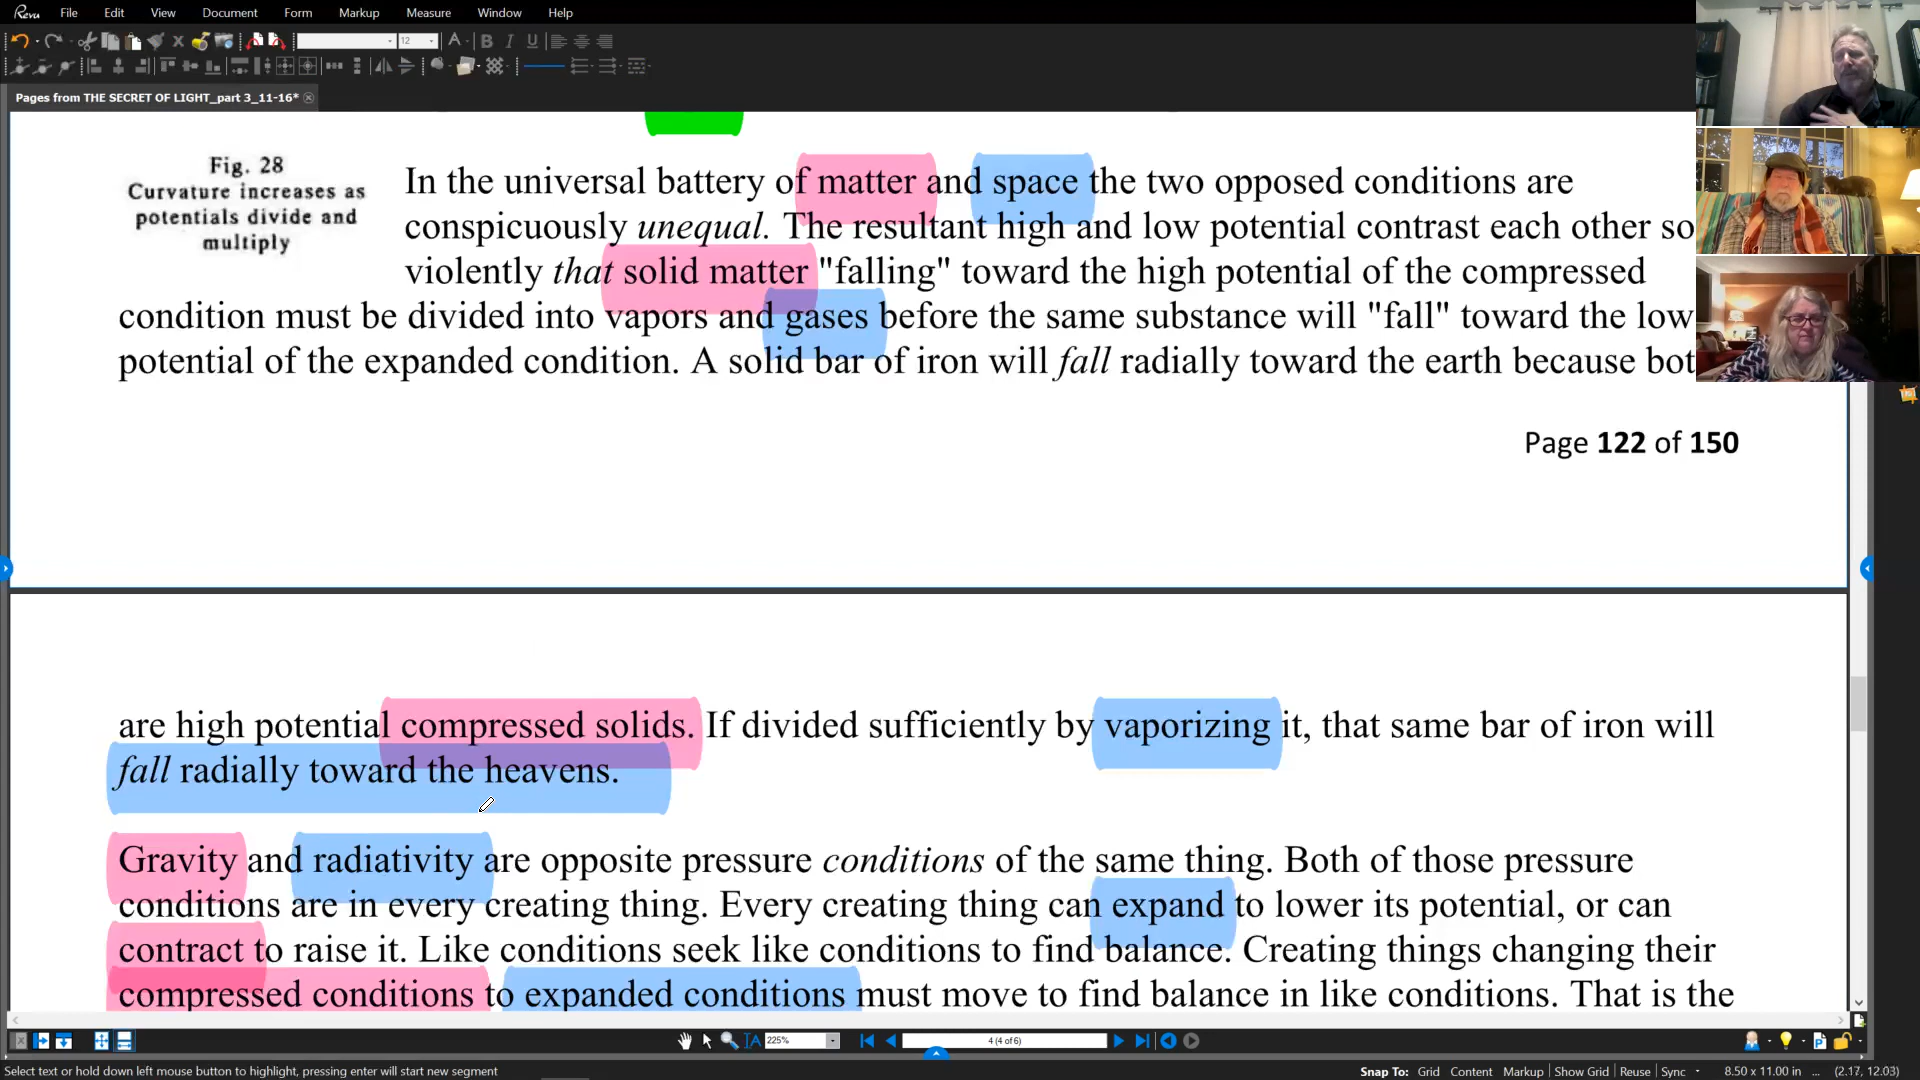 Revu File Edit View Document Form Markup Measure Window Help
12
Pages from THE SECRET OF LIGHT_part 3_11-16*
Fig. 28
Curvature increases as
potentials divide and
multiply
In the universal battery of matter and space the two opposed conditions are
conspicuously unequal. The resultant high and low potential contrast each other so
violently that solid matter "falling" toward the high potential of the compressed
condition must be divided into vapors and gases before the same substance will "fall" toward the low
potential of the expanded condition. A solid bar of iron will fall radially toward the earth because bot
Page 122 of 150
are high potential compressed solids. If divided sufficiently by vaporizing it, that same bar of iron will
fall radially toward the heavens.
Gravity and radiativity are opposite pressure conditions of the same thing. Both of those pressure
conditions are in every creating thing. Every creating thing can expand to lower its potential, or can
contract to raise it. Like conditions seek like conditions to find balance. Creating things changing their
compressed conditions to expanded conditions must move to find balance in like conditions. That is the
225% 4 (4 of 6)
Select text or hold down left mouse button to highlight, pressing enter will start new segment
Snap To: Grid Content Markup Show Grid Reuse Sync 8.50 x 11.00 in ... (2.17, 12.03)